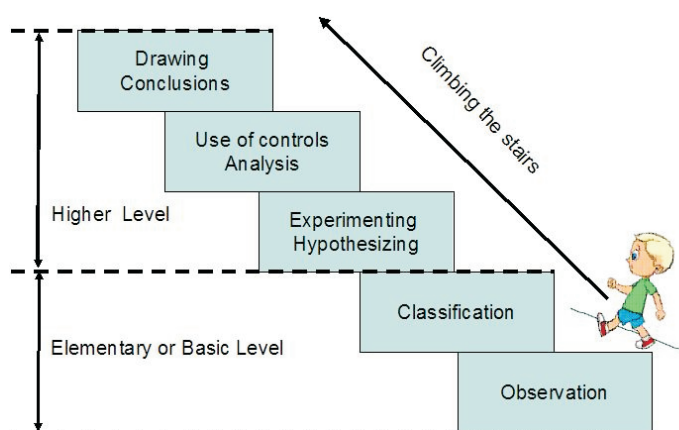 Drawing
Conclusions
Climbing the stairs
Use of controls
Analysis
Higher Level
Experimenting
Hypothesizing
Classification
Elementary or Basic Level
Observation